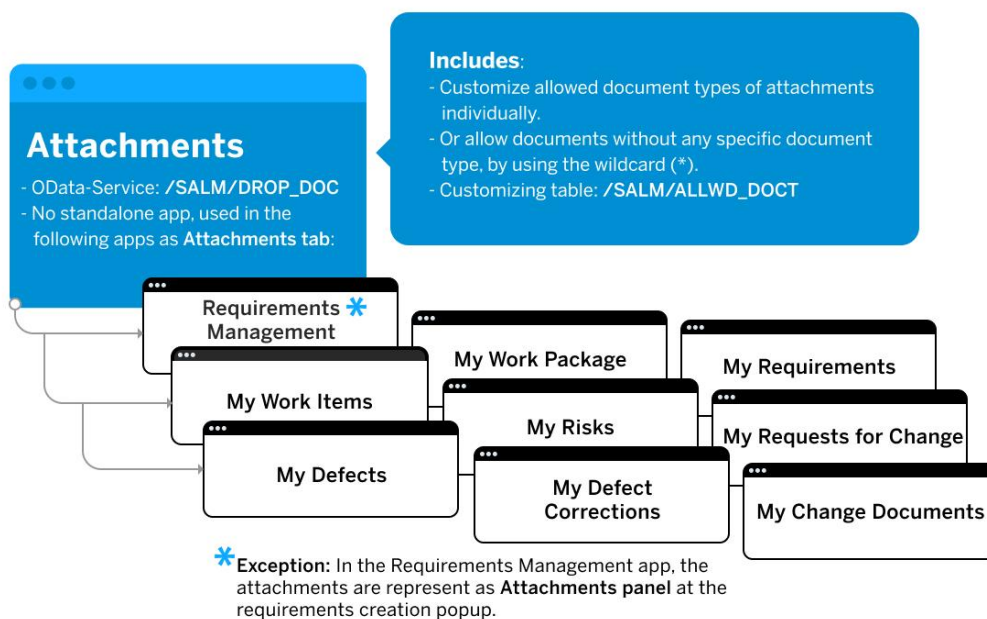 Attachments
- OData-Service: /SALM/DROP_DOC
- No standalone app, used in the
following apps as Attachments tab:
Includes:
- Customize allowed document types of attachments
individually.
- Or allow documents without any specific document
type, by using the wildcard (*).
- Customizing table: /SALM/ALLWD_DOCT
Requirements *
Management
My Work Package
My Requirements
My Work Items
My Risks
My Requests for Change
My Defects
My Defect
Corrections
My Change Documents
* Exception: In the Requirements Management app, the
attachments are represent as Attachments panel at the
requirements creation popup.